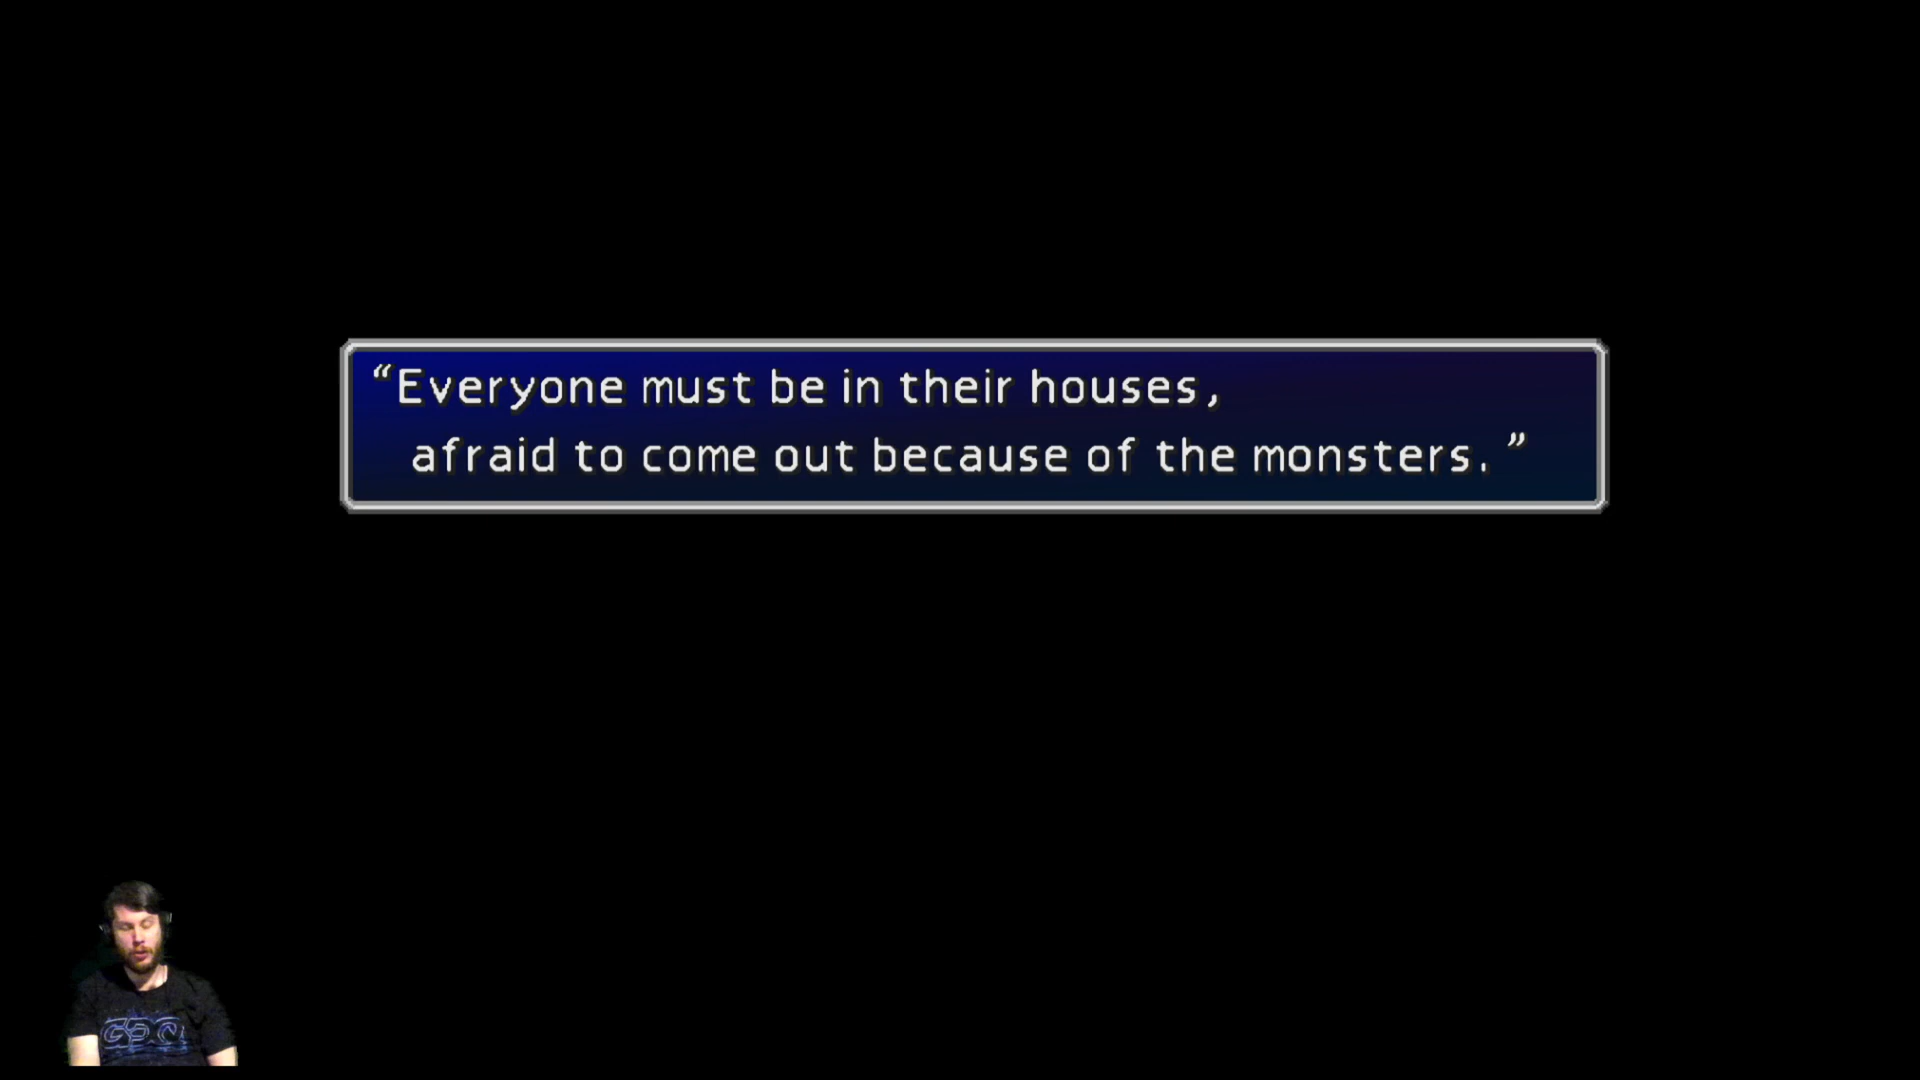 “Everyone must be in their houses,
afraid to come out because of the monsters.”